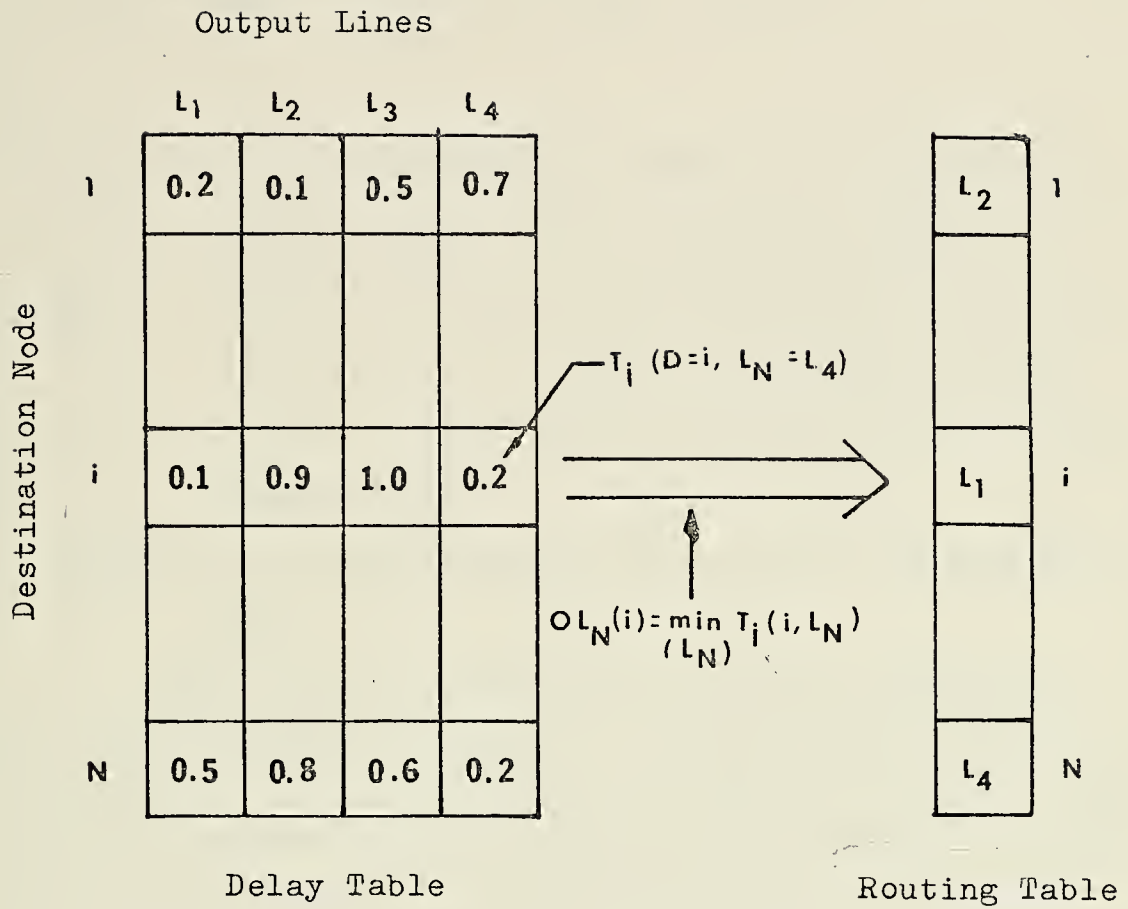 Output Lines
L1 L2 L3 L4
1 0.2 0.1 0.5 0.7 L2 1
Destination Node
Tj (D=i, LN=L4)
i 0.1 0.9 1.0 0.2 L1 i
OLN(i)=min Tj(i,LN)
(LN)
N 0.5 0.8 0.6 0.2 L4 N
Delay Table Routing Table